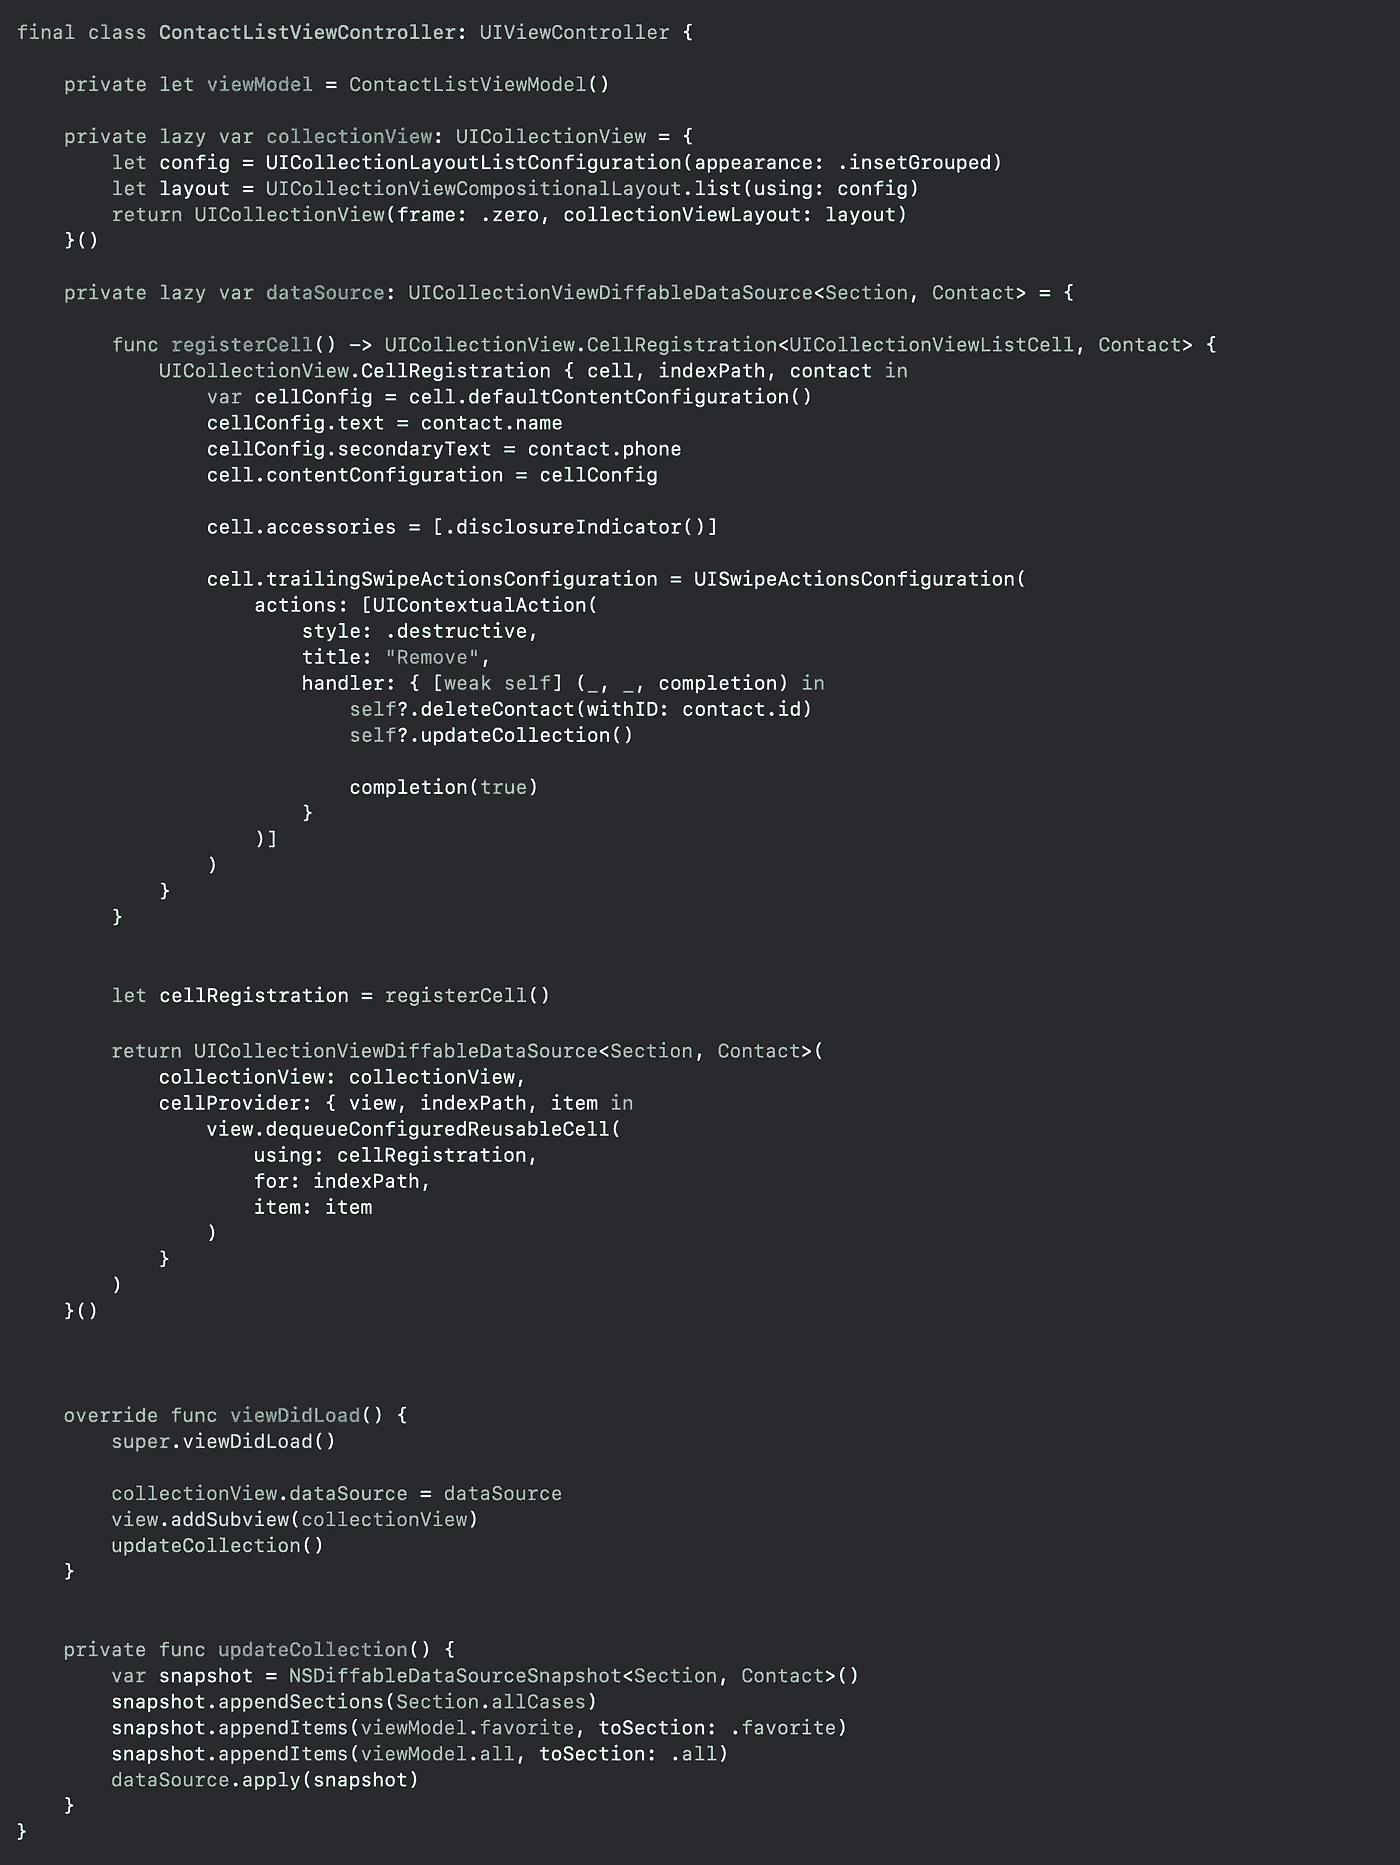 final class ContactListViewController: UIViewController {
private let viewModel = ContactListViewModel()
private lazy var collectionView: UICollectionView = {
let config = UICollectionLayoutListConfiguration(appearance: .insetGrouped)
let layout = UICollectionViewCompositionalLayout.list(using: config)
return UICollectionView(frame: .zero, collectionViewLayout: layout)
}()
private lazy var dataSource: UICollectionViewDiffableDataSource<Section, Contact> = {
func registerCell() -> UICollectionView.CellRegistration<UICollectionViewListCell, Contact> {
UICollectionView.CellRegistration { cell, indexPath, contact in
var cellConfig = cell.defaultContentConfiguration()
cellConfig.text = contact.name
cellConfig.secondaryText = contact.phone
cell.contentConfiguration = cellConfig
cell.accessories = [.disclosureIndicator()]
cell.trailingSwipeActionsConfiguration = UISwipeActionsConfiguration(
actions: [UIContextualAction(
style: .destructive,
title: "Remove",
handler: { [weak self] (_, _, completion) in
self?.deleteContact(withID: contact.id)
self?.updateCollection()
completion(true)
}
)]
)
}
}
let cellRegistration = registerCell()
return UICollectionViewDiffableDataSource<Section, Contact>(
collectionView: collectionView,
cellProvider: { view, indexPath, item in
view.dequeueConfiguredReusableCell(
using: cellRegistration,
for: indexPath,
item: item
)
}
)
}()
override func viewDidLoad() {
super.viewDidLoad()
collectionView.dataSource = dataSource
view.addSubview(collectionView)
updateCollection()
}
private func updateCollection() {
var snapshot = NSDiffableDataSourceSnapshot<Section, Contact>()
snapshot.appendSections(Section.allCases)
snapshot.appendItems(viewModel.favorite, toSection: .favorite)
snapshot.appendItems(viewModel.all, toSection: .all)
dataSource.apply(snapshot)
}
}